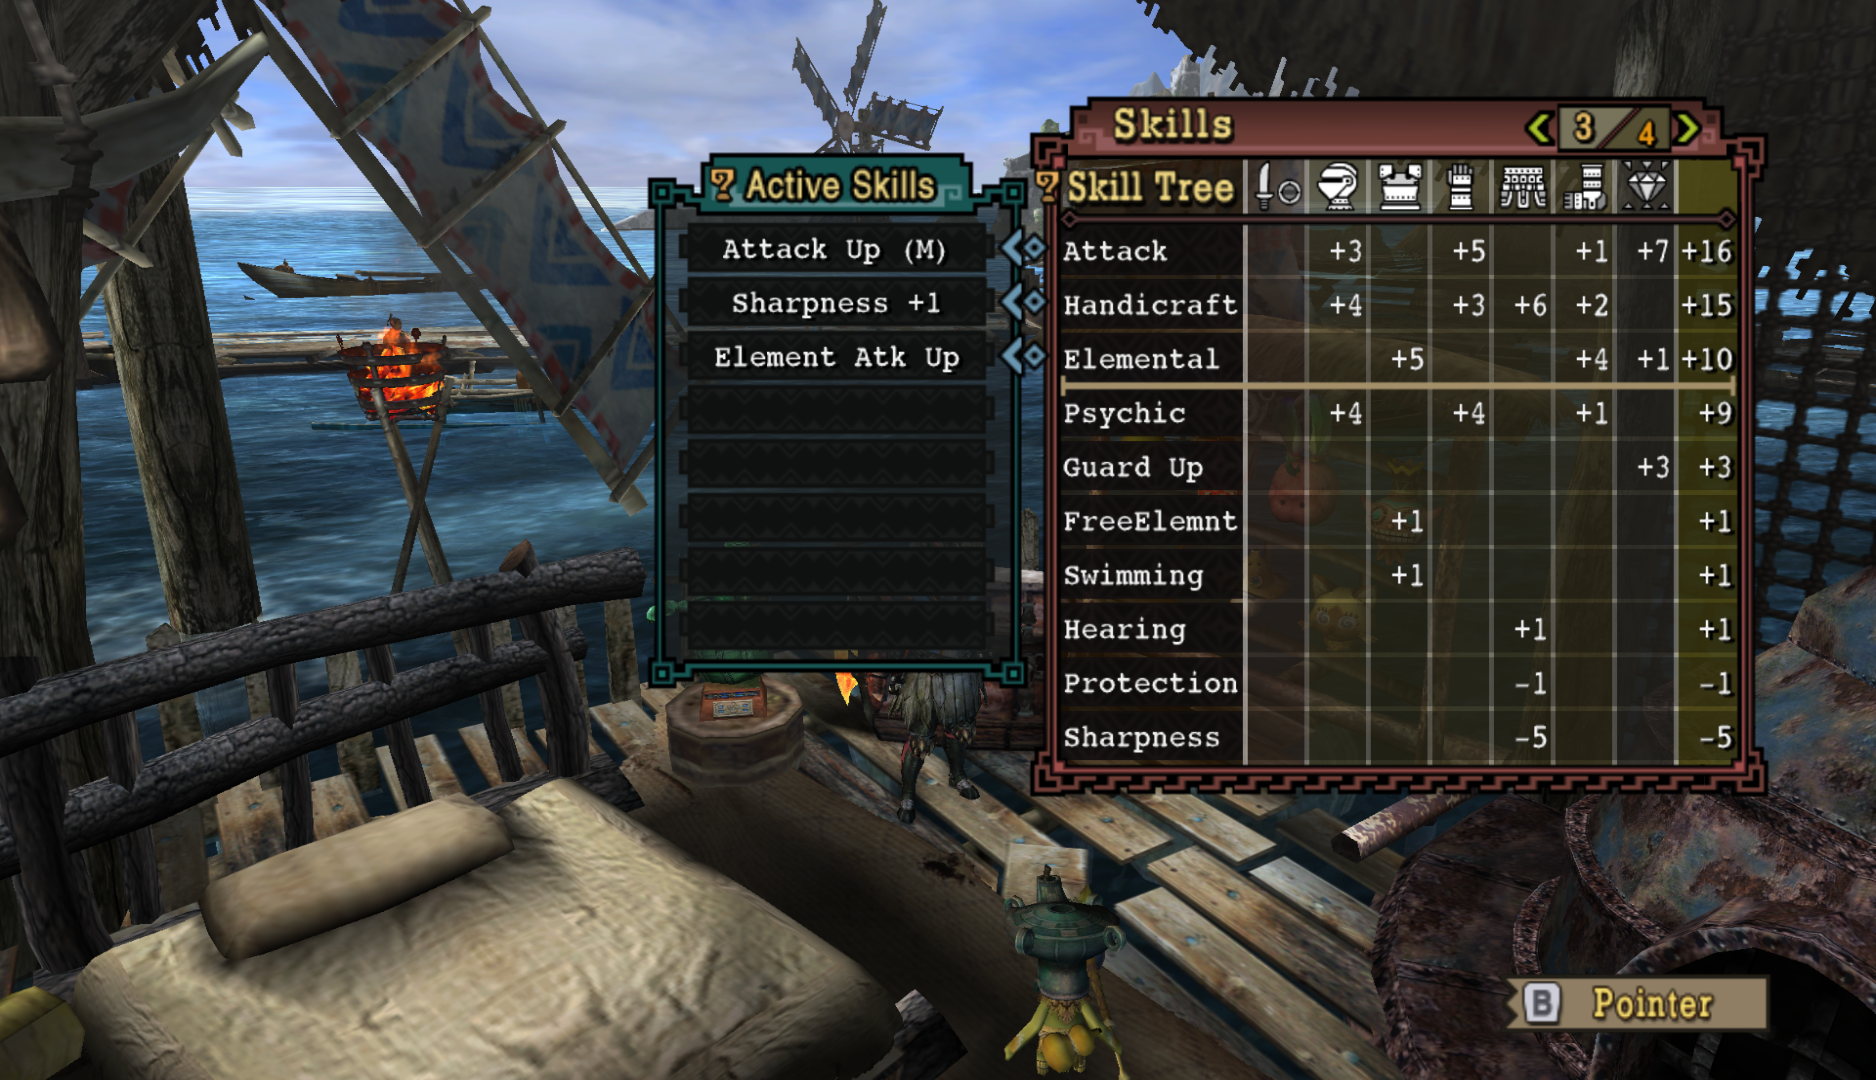 Skills
3/4
? Active Skills
Attack Up (M)
Sharpness +1
Element Atk Up
? Skill Tree
Attack +3 +5 +1 +7 +16
Handicraft +4 +3 +6 +2 +15
Elemental +5 +4 +1 +10
Psychic +4 +4 +1 +9
Guard Up +3 +3
FreeElemnt +1 +1
Swimming +1 +1
Hearing +1 +1
Protection -1 -1
Sharpness -5 -5
B Pointer